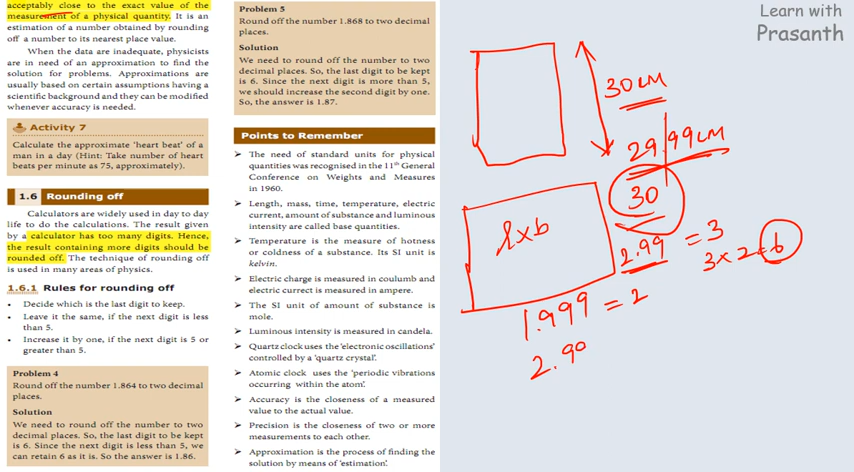 acceptably close to the exact value of the
measurement of a physical quantity. It is an
estimation of a number obtained by rounding
off a number to its nearest place value.
When the data are inadequate, physicists
are in need of an approximation to find the
solution for problems. Approximations are
usually based on certain assumptions having a
scientific background and they can be modified
whenever accuracy is needed.
Activity 7
Calculate the approximate 'heart beat' of a
man in a day (Hint: Take number of heart
beats per minute as 75, approximately).
1.6 Rounding off
Calculators are widely used in day to day
life to do the calculations. The result given
by a calculator has too many digits. Hence,
the result containing more digits should be
rounded off. The technique of rounding off
is used in many areas of physics.
1.6.1 Rules for rounding off
• Decide which is the last digit to keep.
• Leave it the same, if the next digit is less
than 5.
• Increase it by one, if the next digit is 5 or
greater than 5.
Problem 4
Round off the number 1.864 to two decimal
places.
Solution
We need to round off the number to two
decimal places. So, the last digit to be kept
is 6. Since the next digit is less than 5, we
can retain 6 as it is. So the answer is 1.86.
Problem 5
Round off the number 1.868 to two decimal
places.
Solution
We need to round off the number to two
decimal places. So, the last digit to be kept
is 6. Since the next digit is more than 5,
we should increase the second digit by one.
So, the answer is 1.87.
Points to Remember
➢ The need of standard units for physical
quantities was recognised in the 11th General
Conference on Weights and Measures
in 1960.
➢ Length, mass, time, temperature, electric
current, amount of substance and luminous
intensity are called base quantities.
➢ Temperature is the measure of hotness
or coldness of a substance. Its SI unit is
kelvin.
➢ Electric charge is measured in coulumb and
electric currect is measured in ampere.
➢ The SI unit of amount of substance is
mole.
➢ Luminous intensity is measured in candela.
➢ Quartz clock uses the 'electronic oscillations'
controlled by a 'quartz crystal'.
➢ Atomic clock uses the 'periodic vibrations
occurring within the atom'.
➢ Accuracy is the closeness of a measured
value to the actual value.
➢ Precision is the closeness of two or more
measurements to each other.
➢ Approximation is the process of finding the
solution by means of 'estimation'.
Learn with
Prasanth
30 CM
29.99 CM
30
l x b
2.99 = 3
3 x 2 = 6
1.999 = 2
2.99